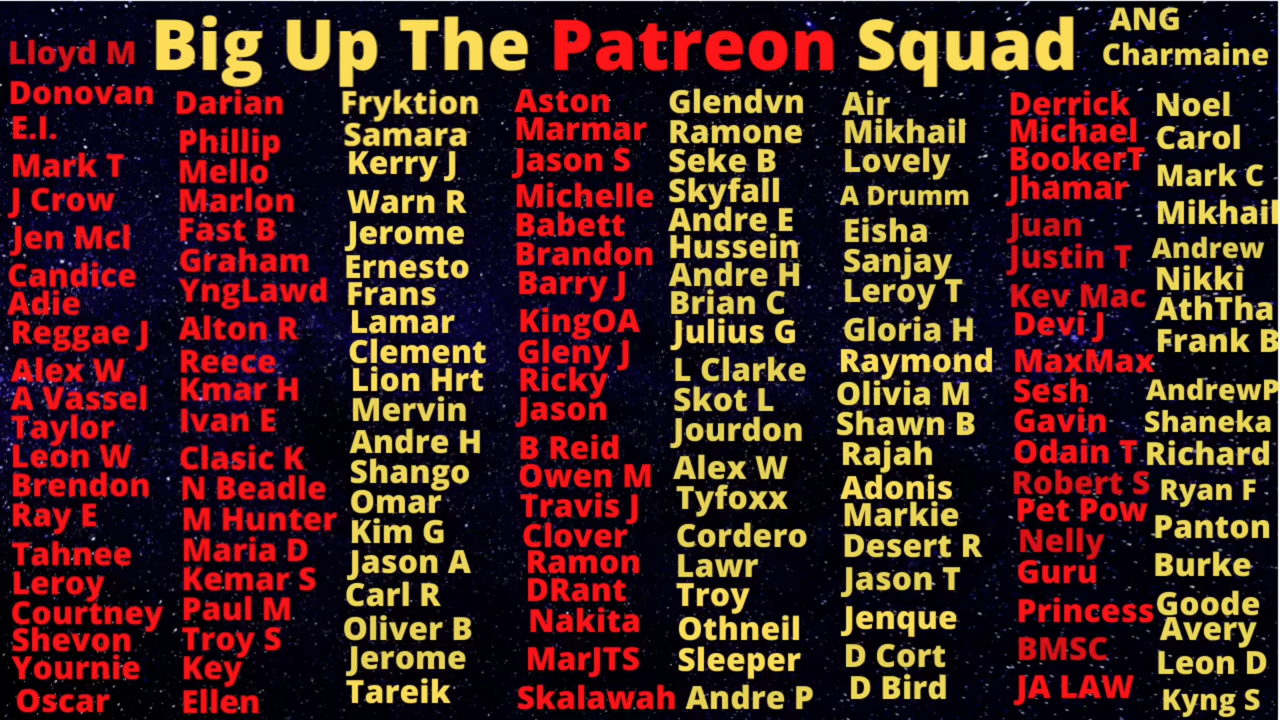 Big Up The Patreon Squad
Lloyd M
Donovan
E.I.
Mark T
J Crow
Jen Mcl
Candice
Adie
Reggae J
Alex W
A Vassel
Taylor
Leon W
Brendon
Ray E
Tahnee
Leroy
Courtney
Shevon
Yournie
Oscar
Darian
Phillip
Mello
Marlon
Fast B
Graham
YngLawd
Alton R
Reece
Kmar H
Ivan E
Clasic K
N Beadle
M Hunter
Maria D
Kemar S
Paul M
Troy S
Key
Ellen
Fryktion
Samara
Kerry J
Warn R
Jerome
Ernesto
Frans
Lamar
Clement
Lion Hrt
Mervin
Andre H
Shango
Omar
Kim G
Jason A
Carl R
Oliver B
Jerome
Tareik
Aston
Marmar
Jason S
Michelle
Babett
Brandon
Barry J
KingOA
Gleny J
Ricky
Jason
B Reid
Owen M
Travis J
Clover
Ramon
DRant
Nakita
MarJTS
Skalawah
Glendvn
Ramone
Seke B
Skyfall
Andre E
Hussein
Andre H
Brian C
Julius G
L Clarke
Skot L
Jourdon
Alex W
Tyfoxx
Cordero
Lawr
Troy
Othneil
Sleeper
Andre P
Air
Mikhail
Lovely
A Drumm
Eisha
Sanjay
Leroy T
Gloria H
Raymond
Olivia M
Shawn B
Rajah
Adonis
Markie
Desert R
Jason T
Jenque
D Cort
D Bird
Derrick
Michael
BookerT
Jhamar
Juan
Justin T
Kev Mac
Devi J
MaxMax
Sesh
Gavin
Odain T
Robert S
Pet Pow
Nelly
Guru
Princess
BMSC
JA LAW
ANG
Charmaine
Noel
Carol
Mark C
Mikhail
Andrew
Nikki
AthTha
Frank B
AndrewP
Shaneka
Richard
Ryan F
Panton
Burke
Goode
Avery
Leon D
Kyng S